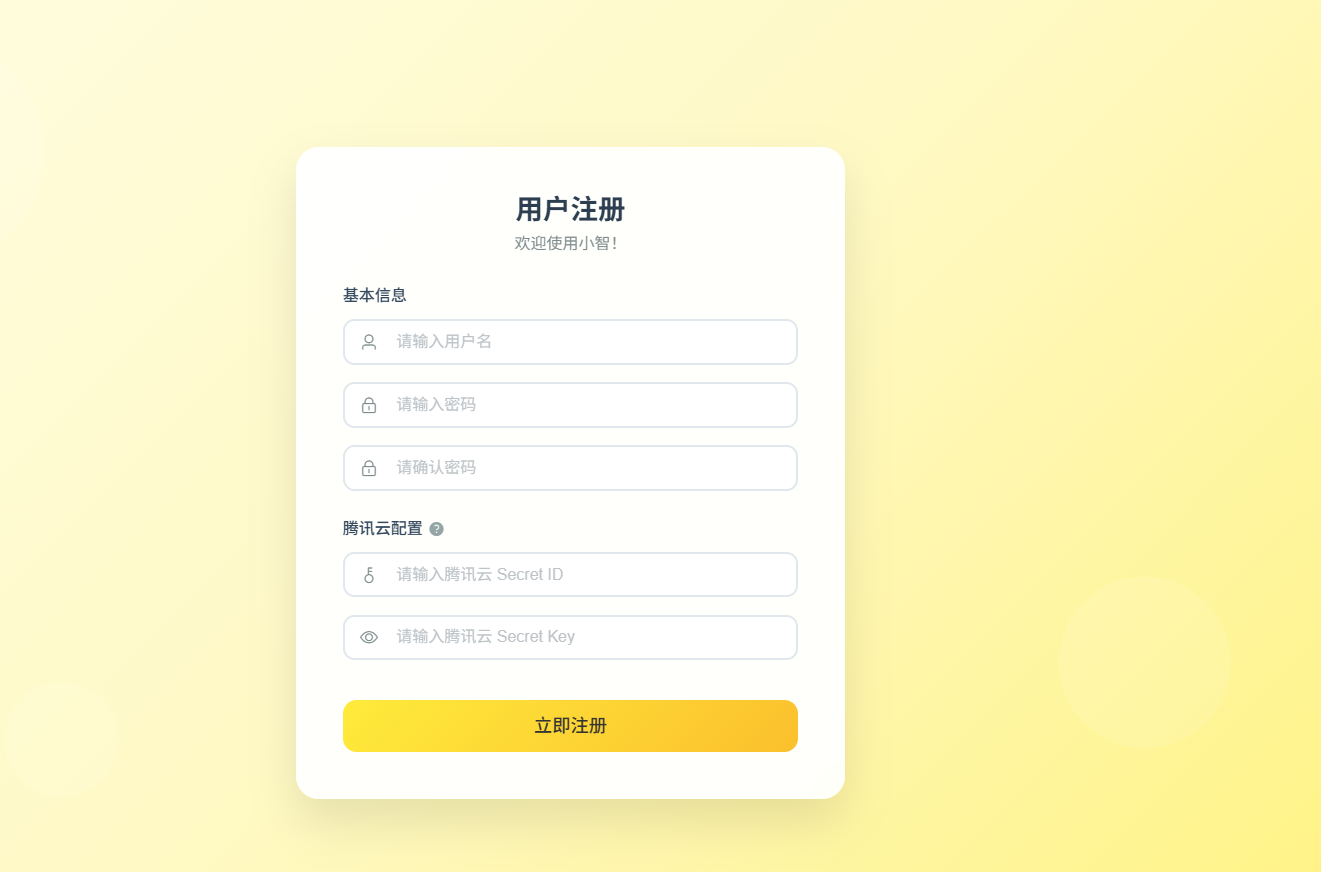 用户注册
欢迎使用小智！
基本信息
请输入用户名
请输入密码
请确认密码
腾讯云配置 ?
请输入腾讯云 Secret ID
请输入腾讯云 Secret Key
立即注册